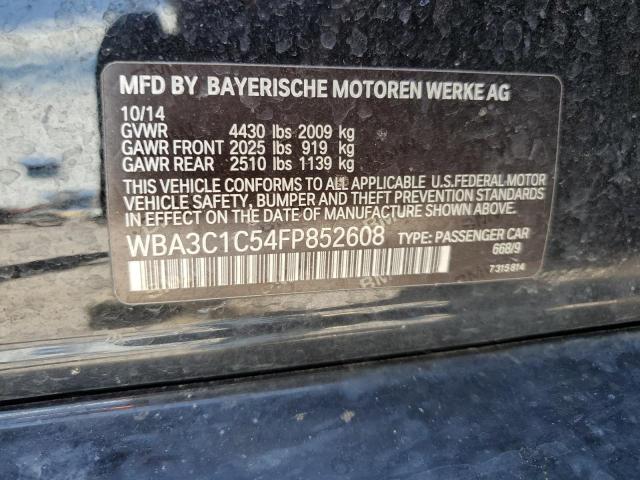 MFD BY BAYERISCHE MOTOREN WERKE AG
10/14
GVWR 4430 lbs 2009 kg
GAWR FRONT 2025 lbs 919 kg
GAWR REAR 2510 lbs 1139 kg
THIS VEHICLE CONFORMS TO ALL APPLICABLE U.S.FEDERAL MOTOR
VEHICLE SAFETY, BUMPER AND THEFT PREVENTION STANDARDS
IN EFFECT ON THE DATE OF MANUFACTURE SHOWN ABOVE.
WBA3C1C54FP852608 TYPE: PASSENGER CAR
668/9
7315814